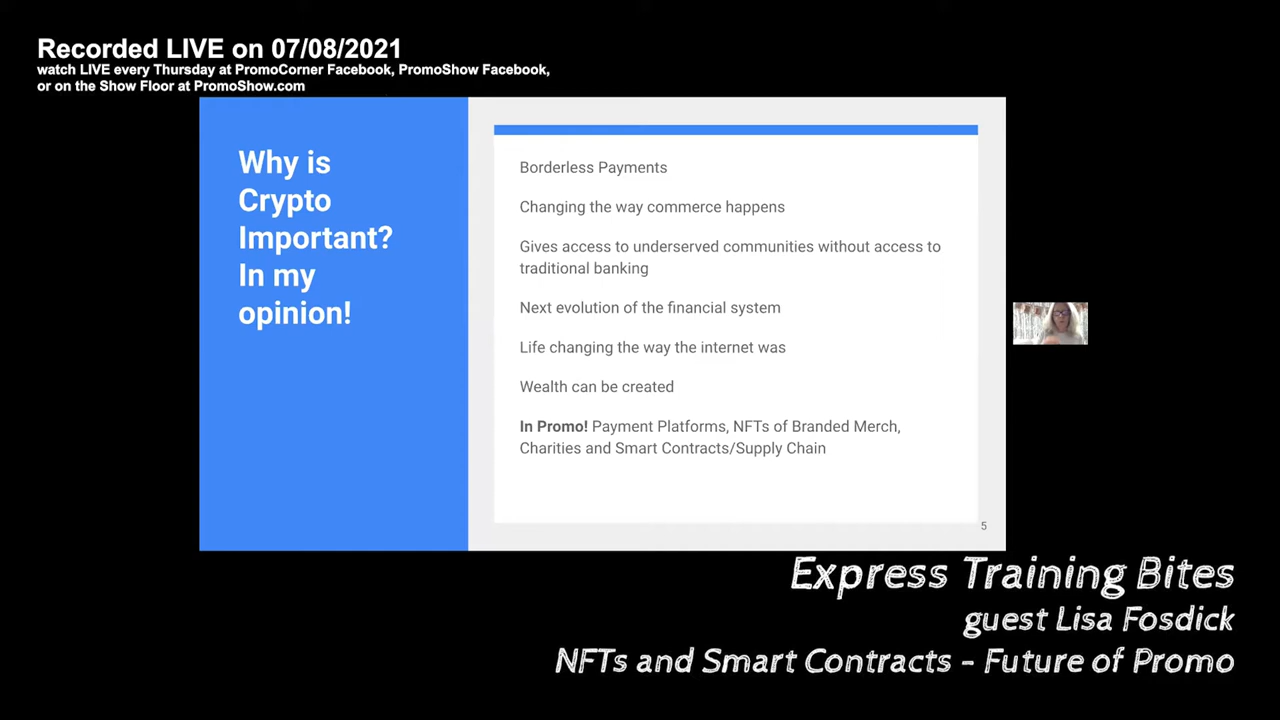 Recorded LIVE on 07/08/2021
watch LIVE every Thursday at PromoCorner Facebook, PromoShow Facebook,
or on the Show Floor at PromoShow.com
Why is
Crypto
Important?
In my
opinion!
Borderless Payments
Changing the way commerce happens
Gives access to underserved communities without access to
traditional banking
Next evolution of the financial system
Life changing the way the internet was
Wealth can be created
In Promo! Payment Platforms, NFTs of Branded Merch,
Charities and Smart Contracts/Supply Chain
5
Express Training Bites
guest Lisa Fosdick
NFTs and Smart Contracts - Future of Promo